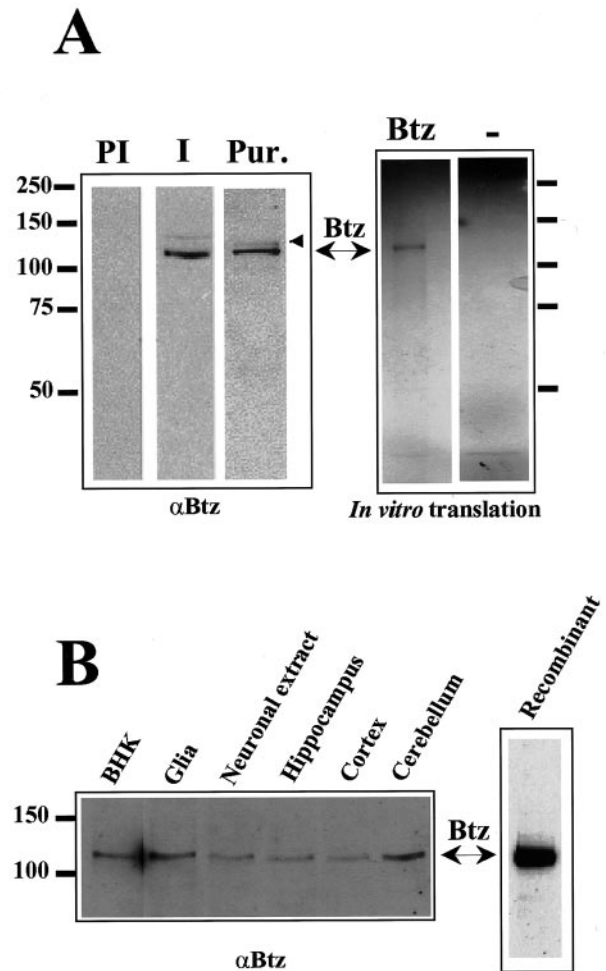 A
PI I Pur. Btz -
250
150
100
75
50
Btz
αBtz
In vitro translation
B
BHK
Glia
Neuronal extract
Hippocampus
Cortex
Cerebellum
Recombinant
150
100
Btz
αBtz